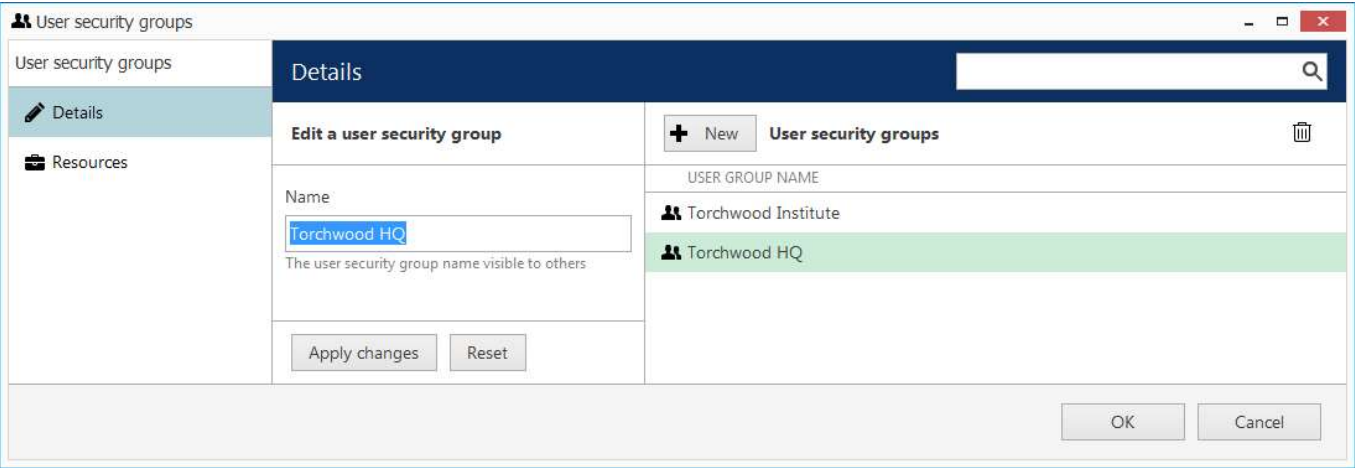 User security groups
User security groups
Details
Resources
Details
Edit a user security group
Name
Torchwood HQ
The user security group name visible to others
Apply changes Reset
New User security groups
USER GROUP NAME
Torchwood Institute
Torchwood HQ
OK Cancel